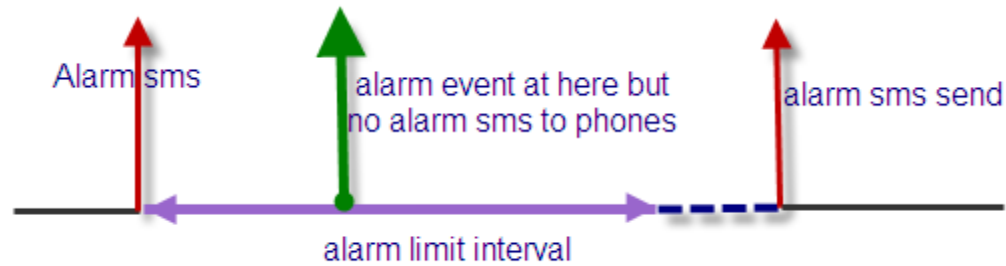 Alarm sms
alarm event at here but
no alarm sms to phones
alarm sms send
alarm limit interval